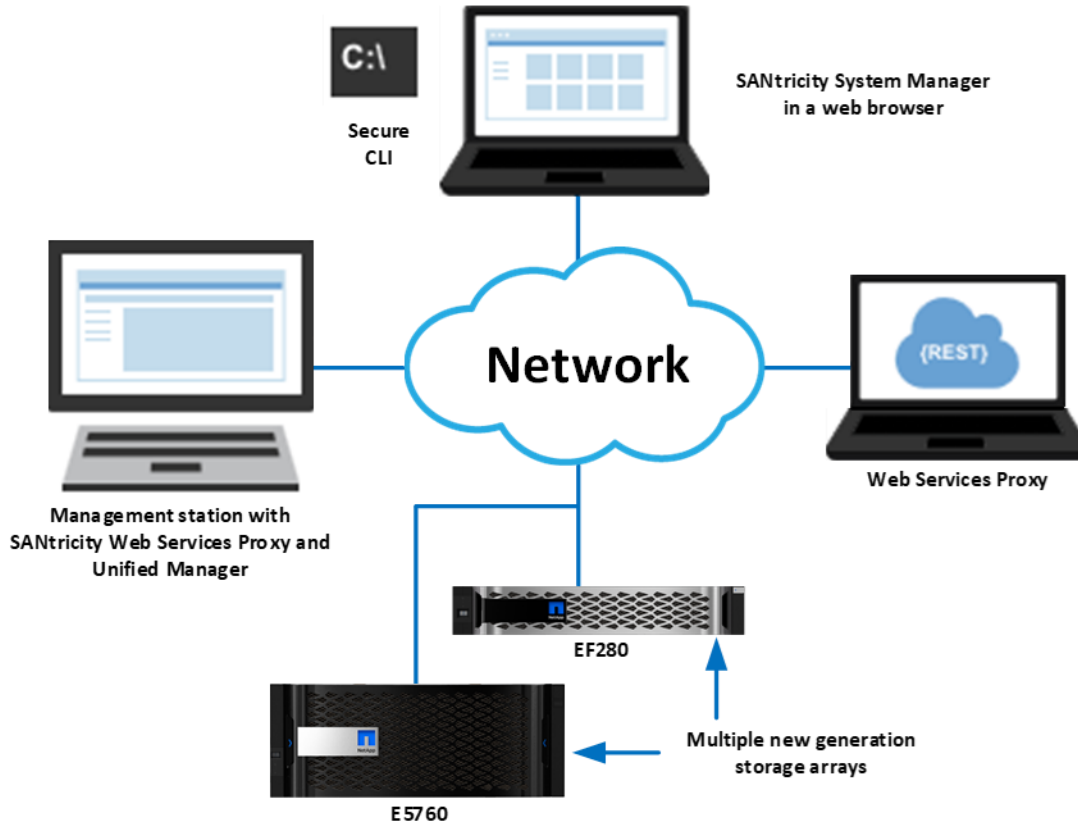 C:\
Secure
CLI
SANtricity System Manager
in a web browser
Network
{REST}
Web Services Proxy
Management station with
SANtricity Web Services Proxy and
Unified Manager
EF280
NetApp
Multiple new generation
storage arrays
E5760